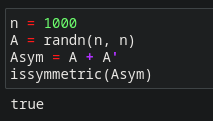 n = 1000
A = randn(n, n)
Asym = A + A'
issymmetric(Asym)
true